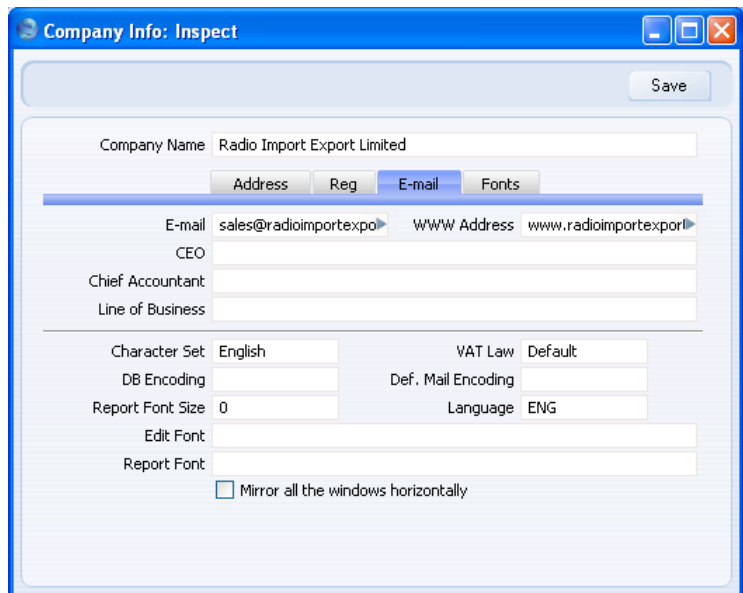 Company Info: Inspect
Save
Company Name Radio Import Export Limited
Address Reg E-mail Fonts
E-mail sales@radioimportexpo WWW Address www.radioimportexport
CEO
Chief Accountant
Line of Business
Character Set English VAT Law Default
DB Encoding Def. Mail Encoding
Report Font Size 0 Language ENG
Edit Font
Report Font
Mirror all the windows horizontally